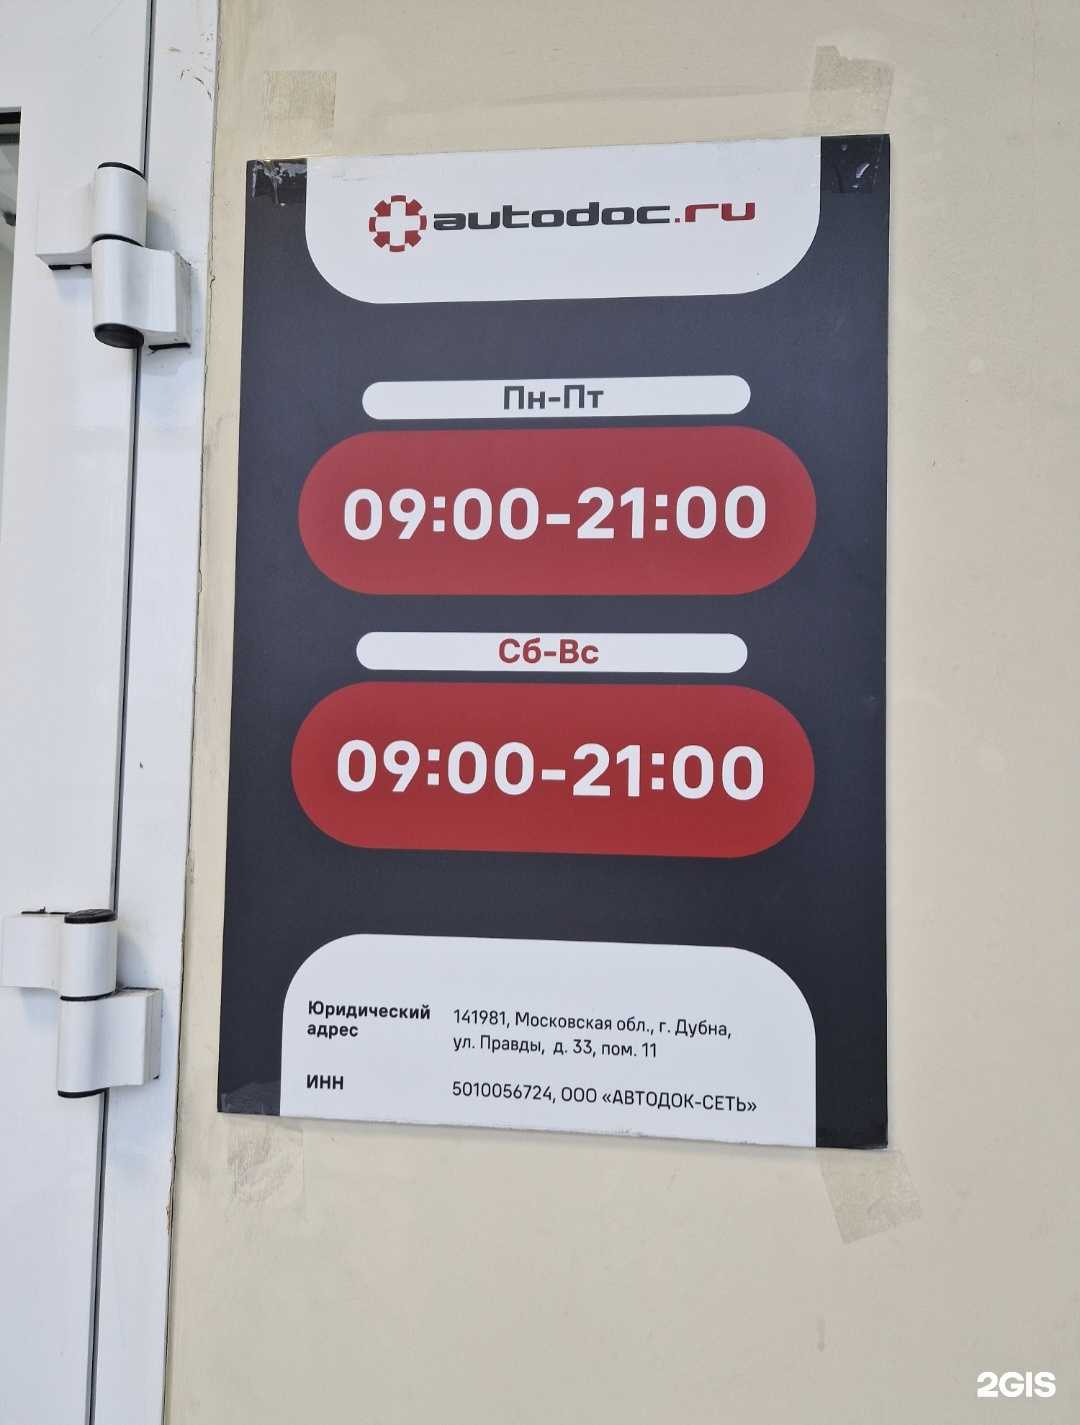 autodoc.ru
Пн-Пт
09:00-21:00
Сб-Вс
09:00-21:00
Юридический
адрес
141981, Московская обл., г. Дубна,
ул. Правды, д. 33, пом. 11
ИНН
5010056724, ООО «АВТОДОК-СЕТЬ»
2GIS